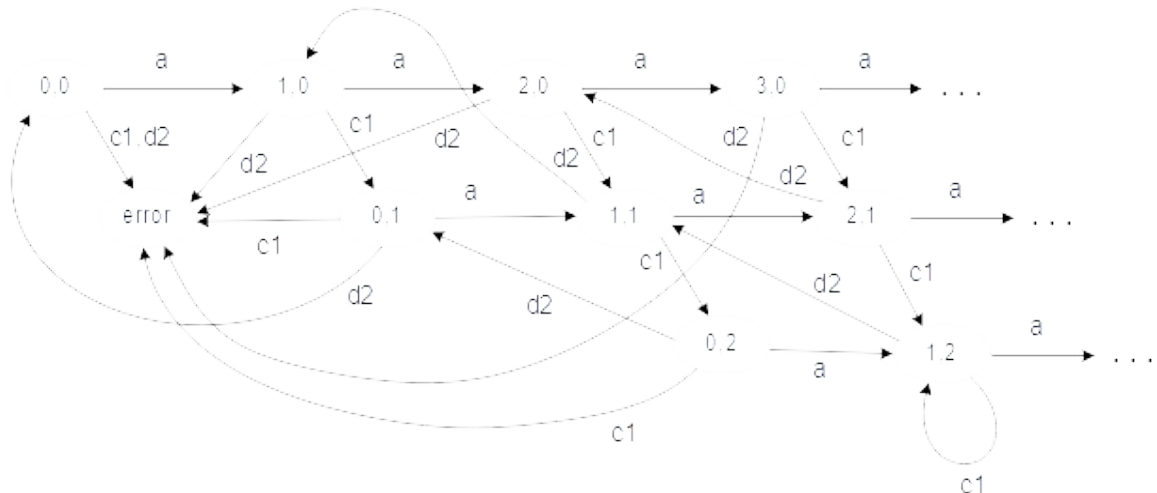 a a a
0.0 1.0 2.0 3.0 . . .
c1.d2 c1 c1 d2 c1
d2 d2 d2 d2
error 0.1 a 1,1 a 2,1 a . . .
c1 c1 c1
d2 d2 d2
0,2 a 1,2 a . . .
c1
c1